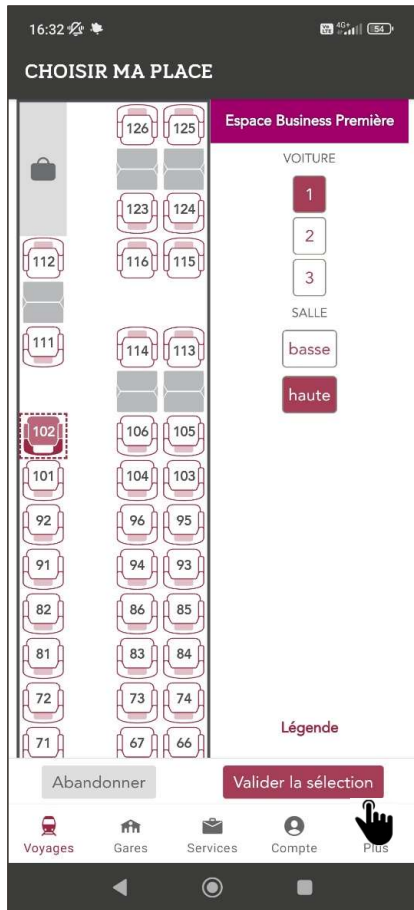 16:32
4G+
54
CHOISIR MA PLACE
126 125
Espace Business Première
VOITURE
1
123 124
2
112 116 115
3
SALLE
111 114 113
basse
haute
102 106 105
101 104 103
92 96 95
91 94 93
82 86 85
81 83 84
72 73 74
Légende
71 67 66
Abandonner Valider la sélection
Voyages Gares Services Compte Plus